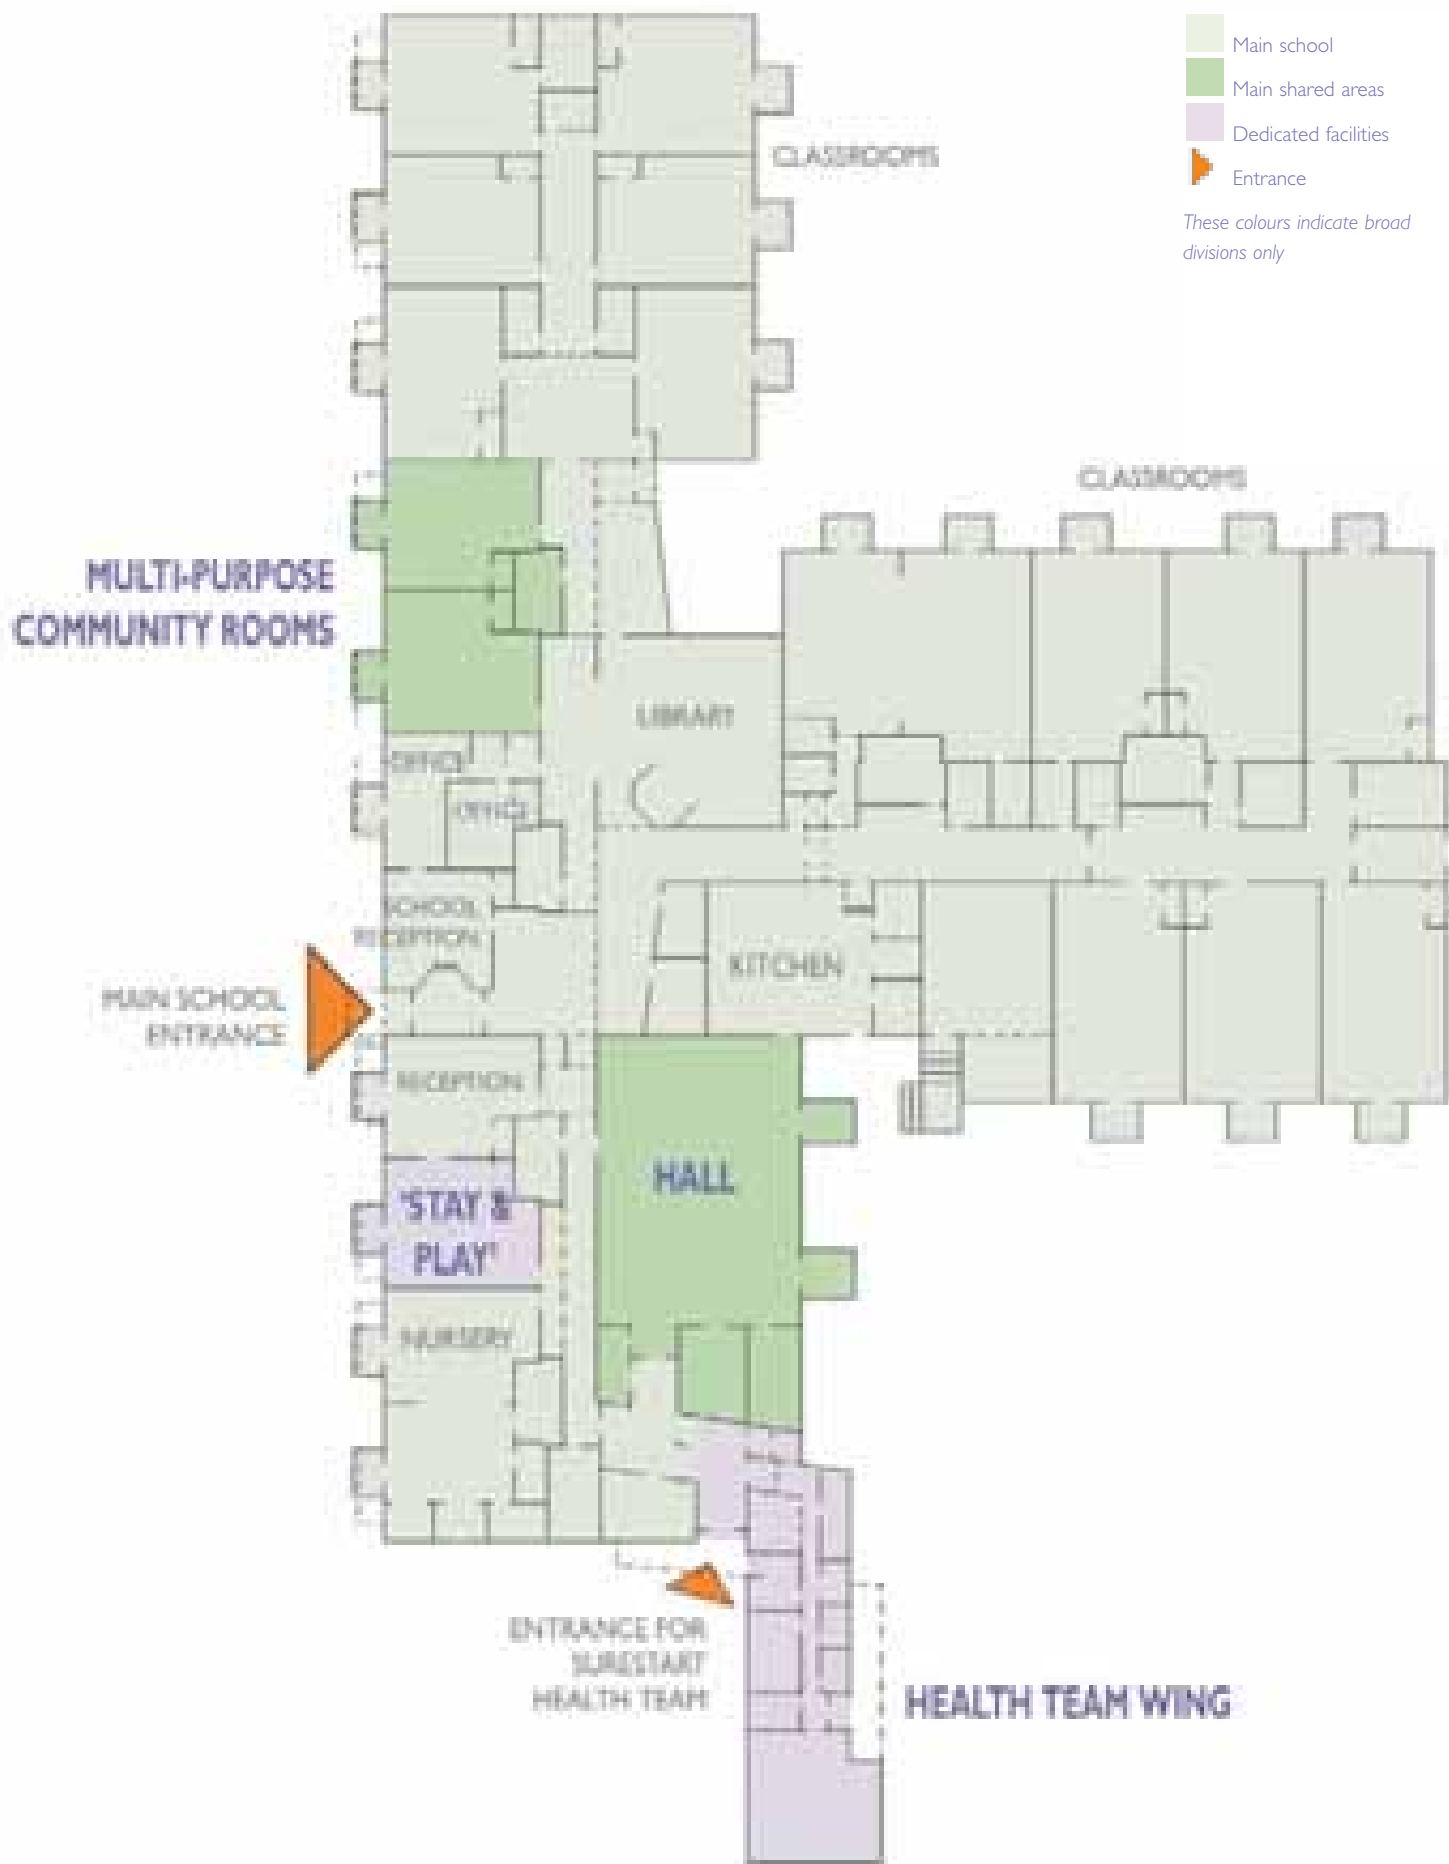 Main school
Main shared areas
Dedicated facilities
Entrance
These colours indicate broad
divisions only
CLASSROOMS
CLASSROOMS
MULTI-PURPOSE
COMMUNITY ROOMS
LIBRARY
OFFICE
OFFICE
SCHOOL
RECEPTION
KITCHEN
MAIN SCHOOL
ENTRANCE
RECEPTION
HALL
'STAY &
PLAY'
NURSERY
ENTRANCE FOR
SURESTART
HEALTH TEAM
HEALTH TEAM WING